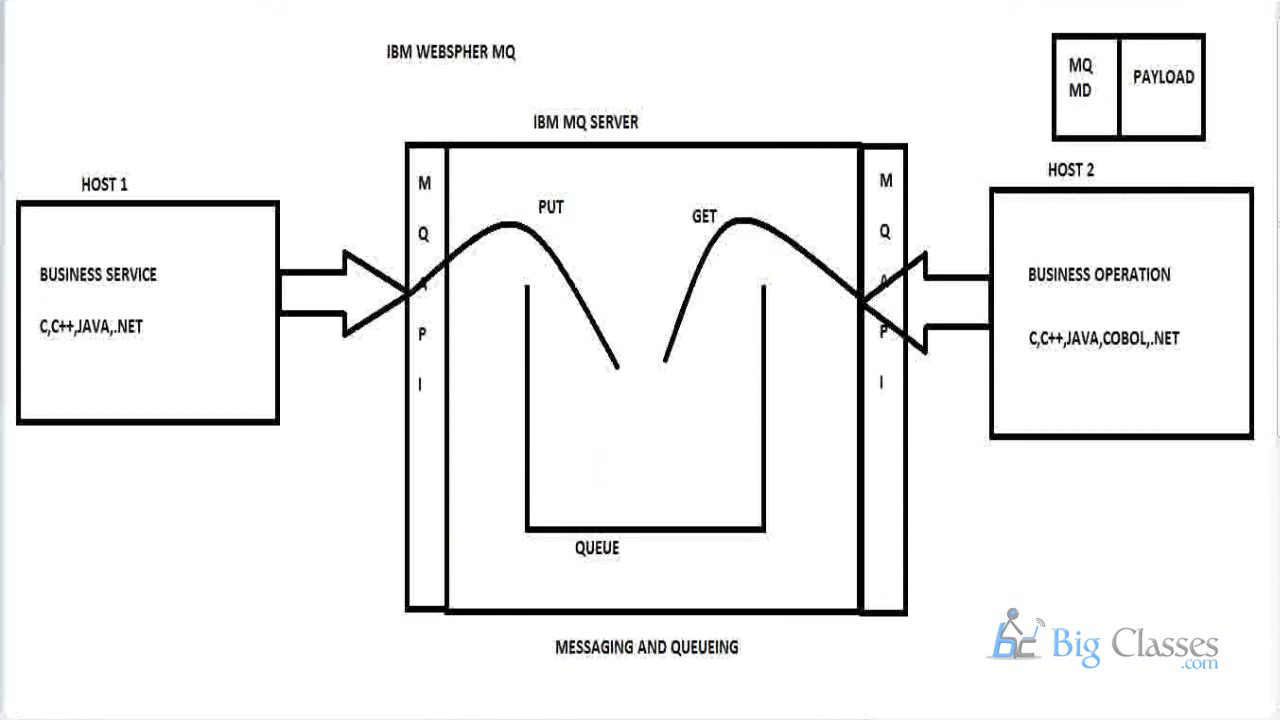 IBM WEBSPHER MQ
MQ
MD
PAYLOAD
IBM MQ SERVER
HOST 1
HOST 2
BUSINESS SERVICE
C,C++,JAVA,.NET
M
Q
A
P
I
PUT
GET
QUEUE
M
Q
A
P
I
BUSINESS OPERATION
C,C++,JAVA,COBOL,.NET
MESSAGING AND QUEUEING
bc Big Classes
.com